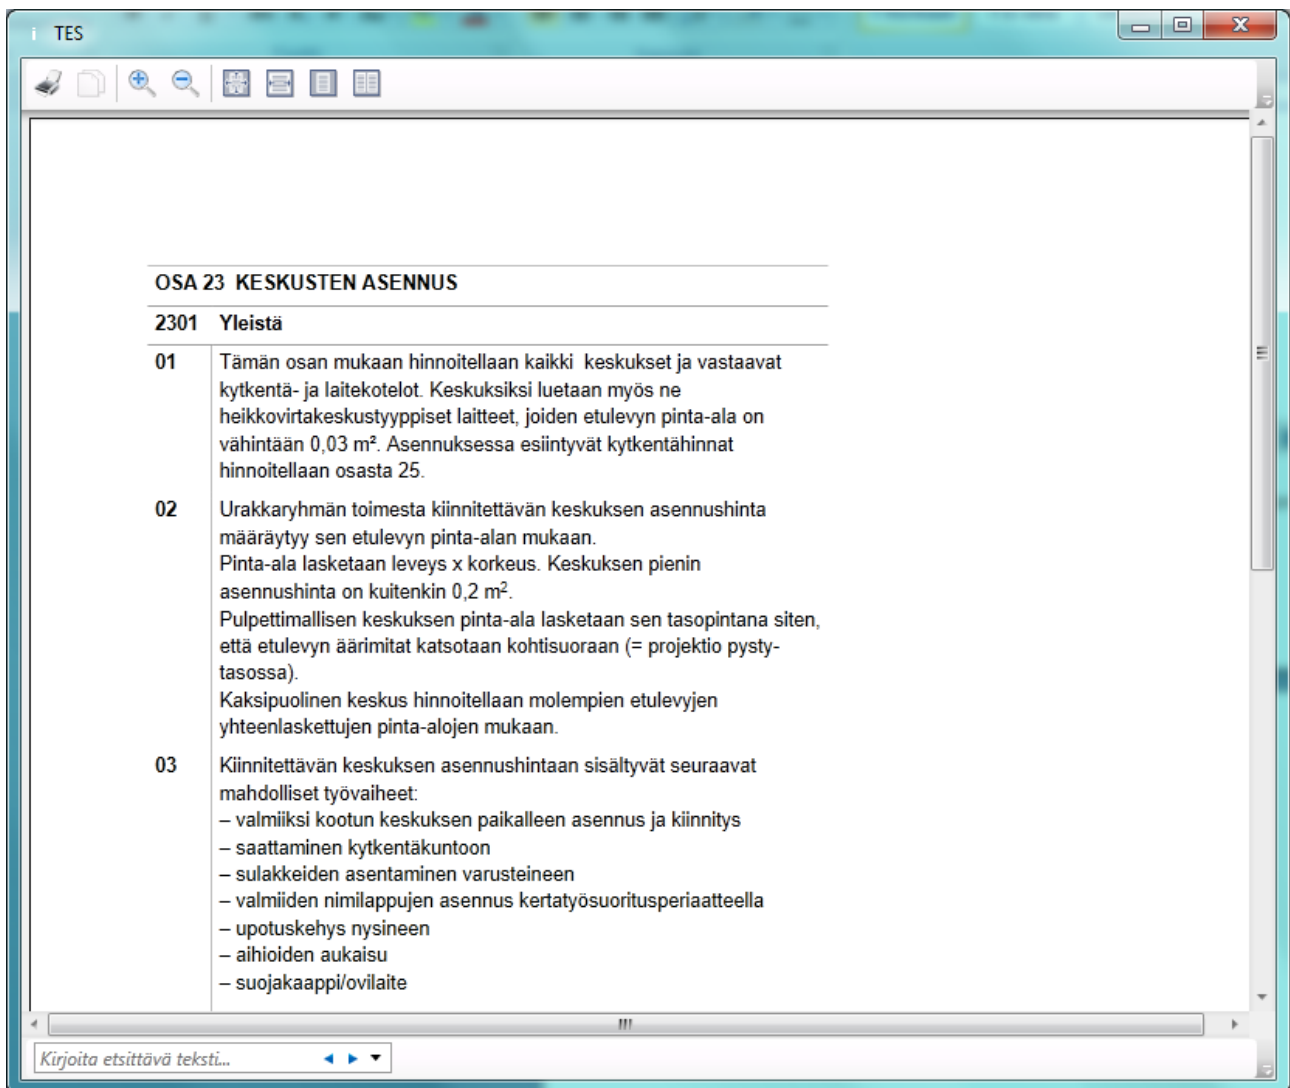 TES
OSA 23 KESKUSTEN ASENNUS
2301 Yleistä
01 Tämän osan mukaan hinnoitellaan kaikki keskukset ja vastaavat
kytkentä- ja laitekotelot. Keskuksiksi luetaan myös ne
heikkovirtakeskustyyppiset laitteet, joiden etulevyn pinta-ala on
vähintään 0,03 m². Asennuksessa esiintyvät kytkentähinnat
hinnoitellaan osasta 25.
02 Urakkaryhmän toimesta kiinnitettävän keskuksen asennushinta
määräytyy sen etulevyn pinta-alan mukaan.
Pinta-ala lasketaan leveys x korkeus. Keskuksen pienin
asennushinta on kuitenkin 0,2 m².
Pulpettimallisen keskuksen pinta-ala lasketaan sen tasopintana siten,
että etulevyn äärimitat katsotaan kohtisuoraan (= projektio pysty-
tasossa).
Kaksipuolinen keskus hinnoitellaan molempien etulevyjen
yhteenlaskettujen pinta-alojen mukaan.
03 Kiinnitettävän keskuksen asennushintaan sisältyvät seuraavat
mahdolliset työvaiheet:
– valmiiksi kootun keskuksen paikalleen asennus ja kiinnitys
– saattaminen kytkentäkuntoon
– sulakkeiden asentaminen varusteineen
– valmiiden nimilappujen asennus kertatyösuoritusperiaatteella
– upotuskehys nysineen
– aihioiden aukaisu
– suojakaappi/ovilaite
Kirjoita etsittävä teksti...